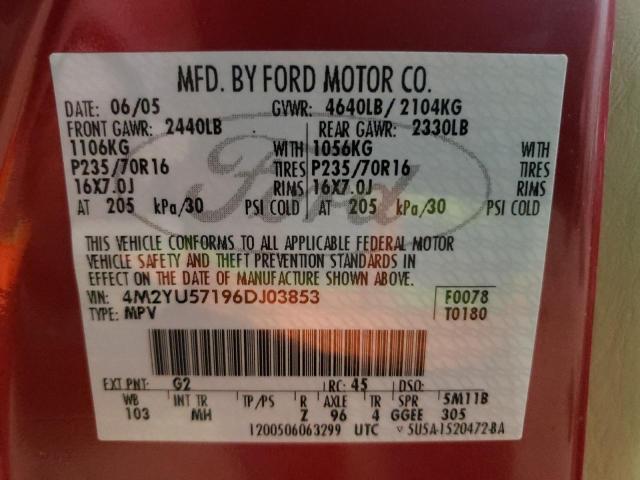 MFD. BY FORD MOTOR CO.
DATE: 06/05 GVWR: 4640LB/ 2104KG
FRONT GAWR: 2440LB REAR GAWR: 2330LB
1106KG WITH 1056KG WITH
P235/70R16 TIRES P235/70R16 TIRES
16X7.0J RIMS 16X7.0J RIMS
AT 205 kPa/30 PSI COLD AT 205 kPa/30 PSI COLD
Ford
THIS VEHICLE CONFORMS TO ALL APPLICABLE FEDERAL MOTOR
VEHICLE SAFETY AND THEFT PREVENTION STANDARDS IN
EFFECT ON THE DATE OF MANUFACTURE SHOWN ABOVE.
VIN: 4M2YU57196DJ03853 F0078
TYPE: MPV T0180
EXT PNT: G2 RC: 45 DSO:
WB INT TR TP/PS R AXLE TR SPR 5M11B
103 MH Z 96 4 GGEE 305
1200506063299 UTC 5U5A-1520472-BA